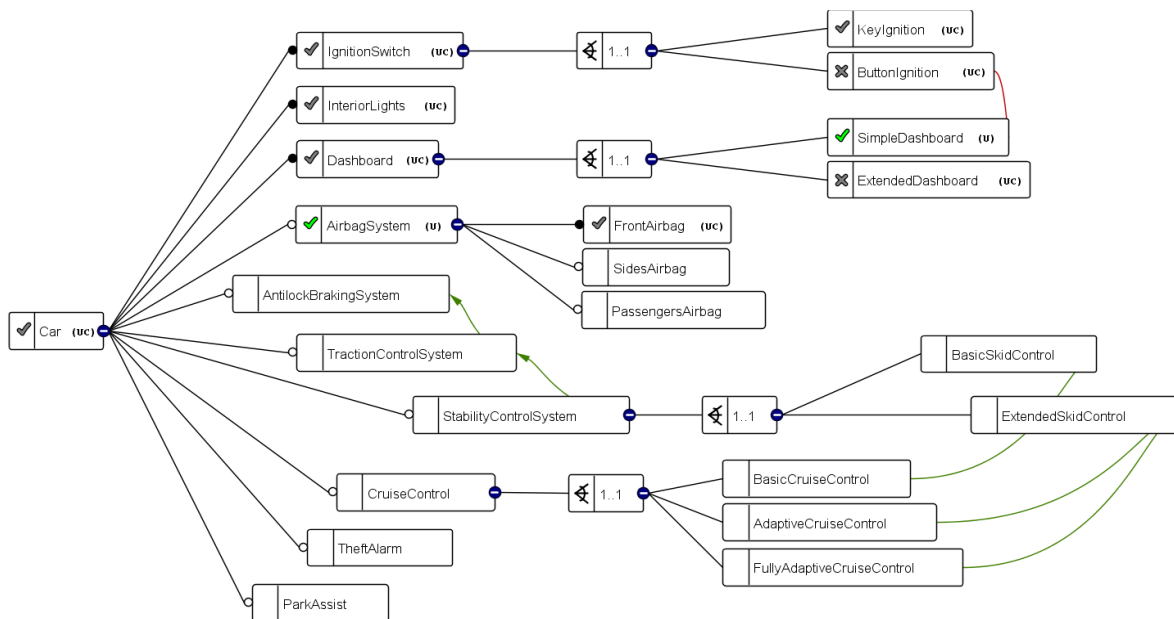 IgnitionSwitch (UC)
1..1
KeyIgnition (UC)
ButtonIgnition (UC)
InteriorLights (UC)
Dashboard (UC)
1..1
SimpleDashboard (U)
ExtendedDashboard (UC)
AirbagSystem (U)
FrontAirbag (UC)
SidesAirbag
PassengersAirbag
AntilockBrakingSystem
Car (UC)
TractionControlSystem
BasicSkidControl
StabilityControlSystem
1..1
ExtendedSkidControl
CruiseControl
1..1
BasicCruiseControl
AdaptiveCruiseControl
FullyAdaptiveCruiseControl
TheftAlarm
ParkAssist